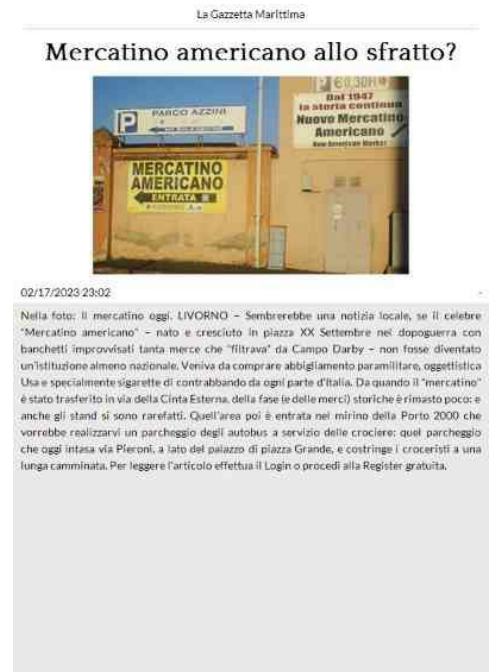 La Gazzetta Marittima
Mercatino americano allo sfratto?
P € 0,30H
Dal 1947
la storia continua
Nuovo Mercatino
Americano
New American Market
P PARCO AZZINI
MERCATINO
AMERICANO
ENTRATA
02/17/2023 23:02
-
Nella foto: Il mercatino oggi. LIVORNO – Sembrerebbe una notizia locale, se il celebre
"Mercatino americano" – nato e cresciuto in piazza XX Settembre nel dopoguerra con
banchetti improvvisati tanta merce che "filtrava" da Campo Darby – non fosse diventato
un'istituzione almeno nazionale. Veniva da comprare abbigliamento paramilitare, oggettistica
Usa e specialmente sigarette di contrabbando da ogni parte d'Italia. Da quando il "mercatino"
è stato trasferito in via della Cinta Esterna, della fase (e delle merci) storiche è rimasto poco: e
anche gli stand si sono rarefatti. Quell'area poi è entrata nel mirino della Porto 2000 che
vorrebbe realizzarvi un parcheggio degli autobus a servizio delle crociere: quel parcheggio
che oggi intasa via Pieroni, a lato del palazzo di piazza Grande, e costringe i croceristi a una
lunga camminata. Per leggere l'articolo effettua il Login o procedi alla Register gratuita.